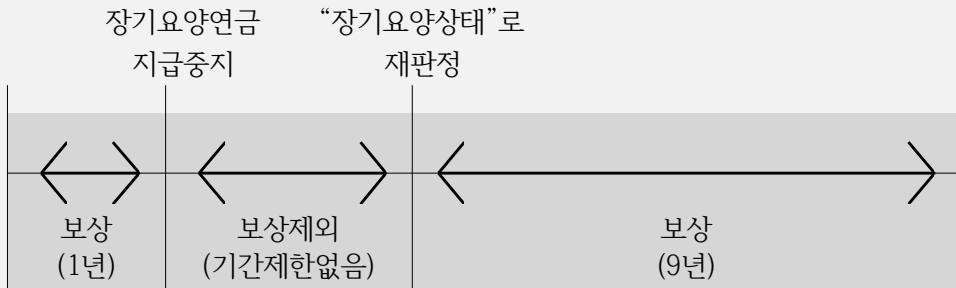 장기요양연금
지급중지
“장기요양상태”로
재판정
보상
(1년)
보상제외
(기간제한없음)
보상
(9년)